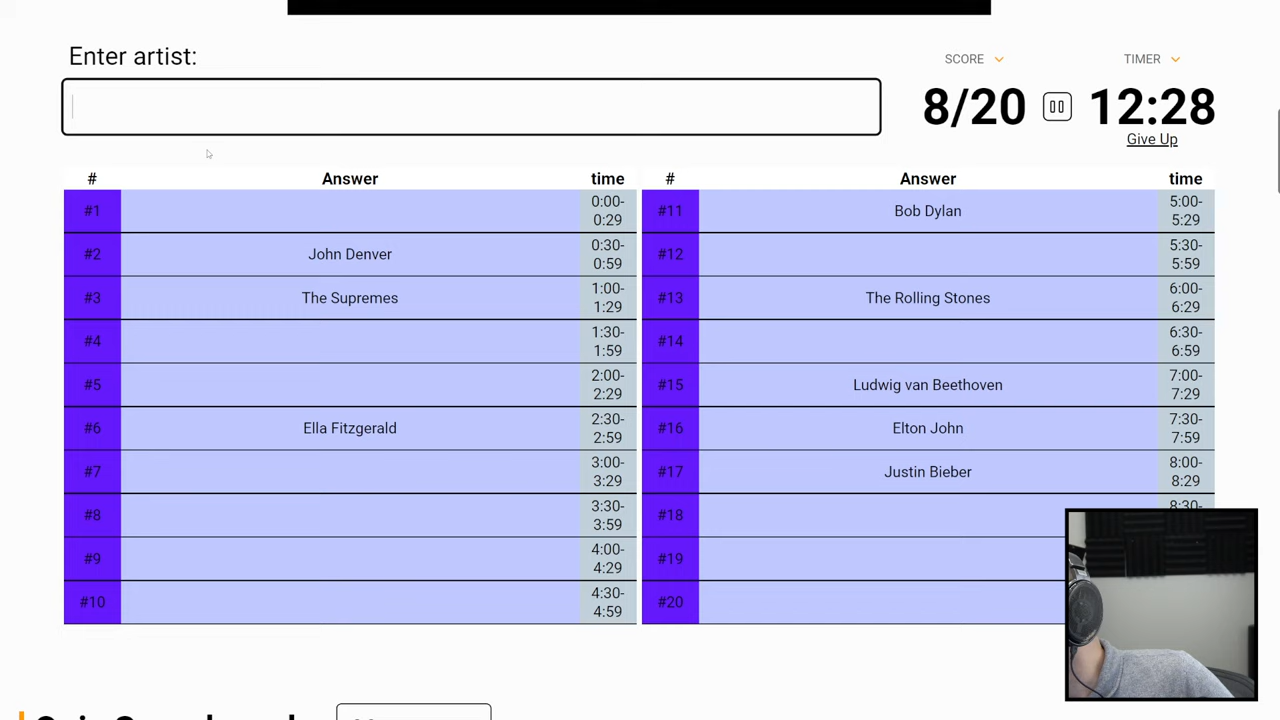 Enter artist:
SCORE
TIMER
8/20
12:28
Give Up
# Answer time
#1 0:00-
0:29
#2 John Denver 0:30-
0:59
#3 The Supremes 1:00-
1:29
#4 1:30-
1:59
#5 2:00-
2:29
#6 Ella Fitzgerald 2:30-
2:59
#7 3:00-
3:29
#8 3:30-
3:59
#9 4:00-
4:29
#10 4:30-
4:59
# Answer time
#11 Bob Dylan 5:00-
5:29
#12 5:30-
5:59
#13 The Rolling Stones 6:00-
6:29
#14 6:30-
6:59
#15 Ludwig van Beethoven 7:00-
7:29
#16 Elton John 7:30-
7:59
#17 Justin Bieber 8:00-
8:29
#18 8:30-
#19
#20